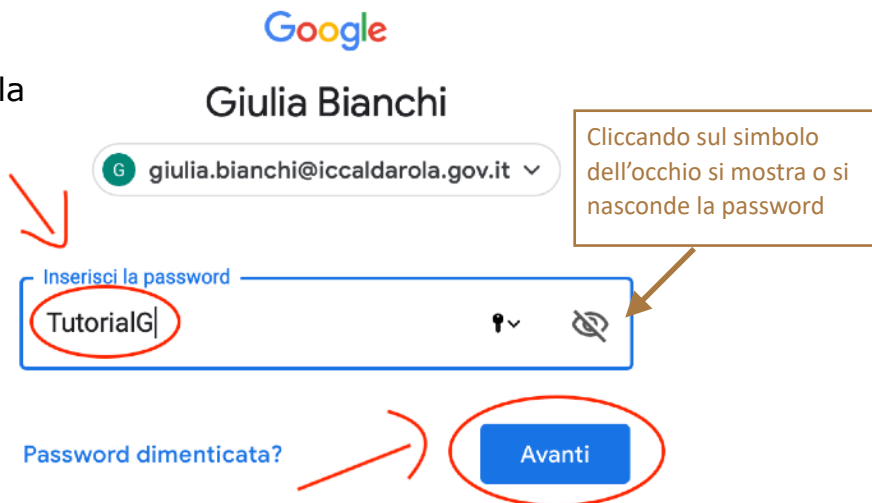 Google
la
Giulia Bianchi
G giulia.bianchi@iccaldarola.gov.it
Cliccando sul simbolo
dell'occhio si mostra o si
nasconde la password
Inserisci la password
TutorialG
Password dimenticata?
Avanti